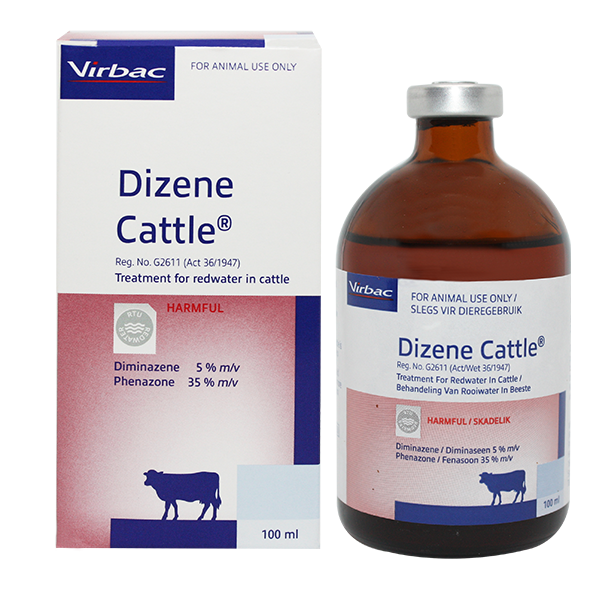 Virbac
FOR ANIMAL USE ONLY
Dizene
Cattle®
Reg. No. G2611 (Act 36/1947)
Treatment for redwater in cattle
HARMFUL
BTU
REDWATER
Diminazene 5 % m/v
Phenazone 35 % m/v
100 ml
Virbac
FOR ANIMAL USE ONLY /
SLEGS VIR DIEREGEBRUIK
Dizene Cattle®
Reg. No. G2611 (Act/Wet 36/1947)
Treatment For Redwater In Cattle /
Behandeling Van Rooiwater In Beeste
HARMFUL / SKADELIK
Diminazene / Diminaseen 5 % m/v
Phenazone / Fenasoon 35 % m/v
100 ml